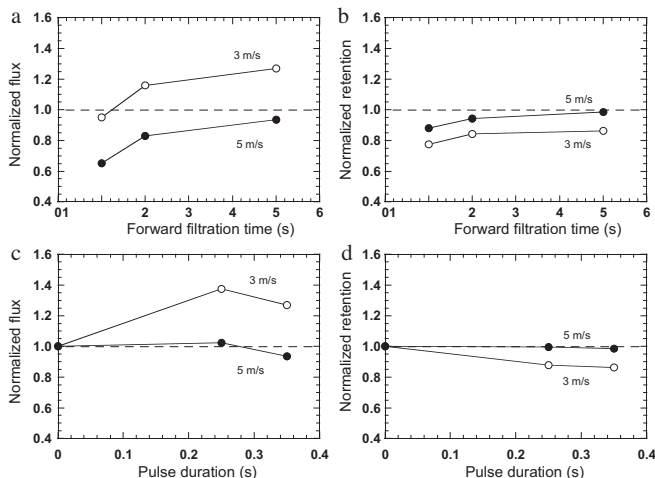 a
1.6
1.4
1.2
1.0
0.8
0.6
0.4
Normalized flux
3 m/s
5 m/s
01 2 3 4 5 6
Forward filtration time (s)
b
1.6
1.4
1.2
1.0
0.8
0.6
0.4
Normalized retention
5 m/s
3 m/s
01 2 3 4 5 6
Forward filtration time (s)
c
1.6
1.4
1.2
1.0
0.8
0.6
0.4
Normalized flux
3 m/s
5 m/s
0 0.1 0.2 0.3 0.4
Pulse duration (s)
d
1.6
1.4
1.2
1.0
0.8
0.6
0.4
Normalized retention
5 m/s
3 m/s
0 0.1 0.2 0.3 0.4
Pulse duration (s)